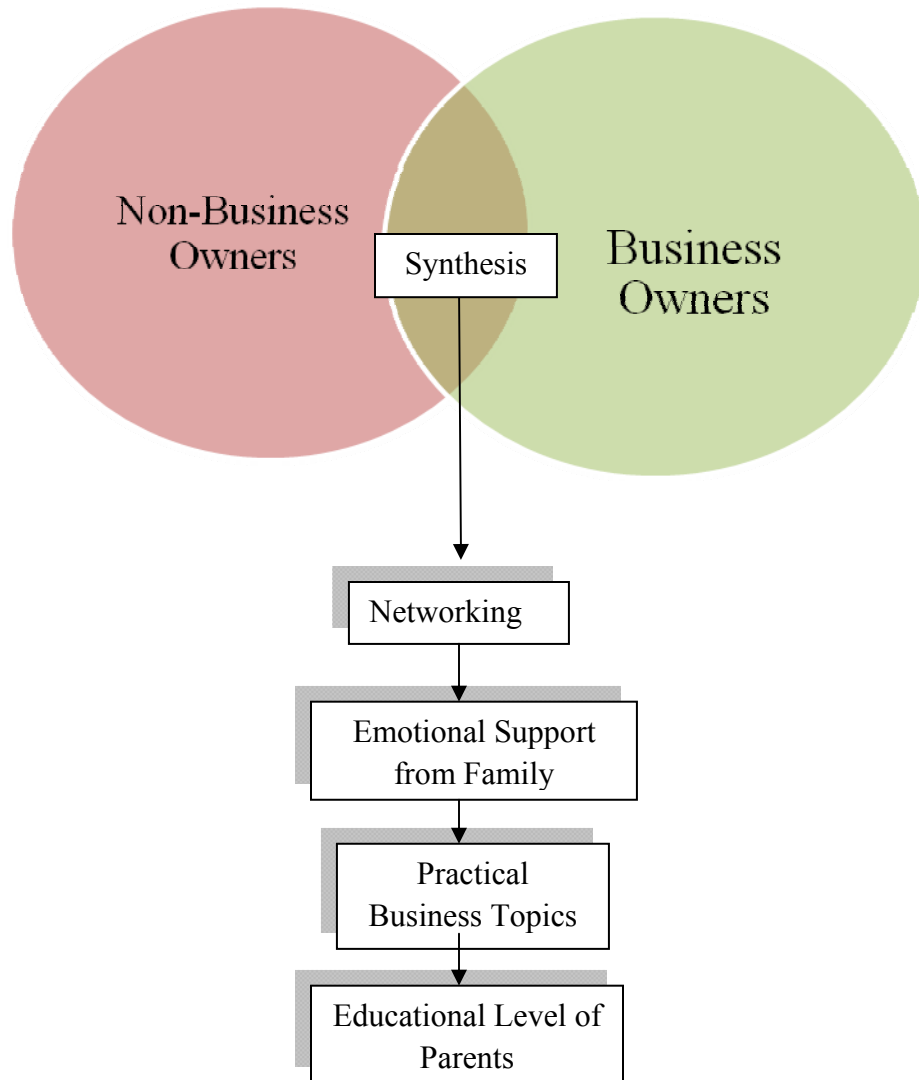 Non-Business
Owners
Synthesis
Business
Owners
Networking
Emotional Support
from Family
Practical
Business Topics
Educational Level of
Parents